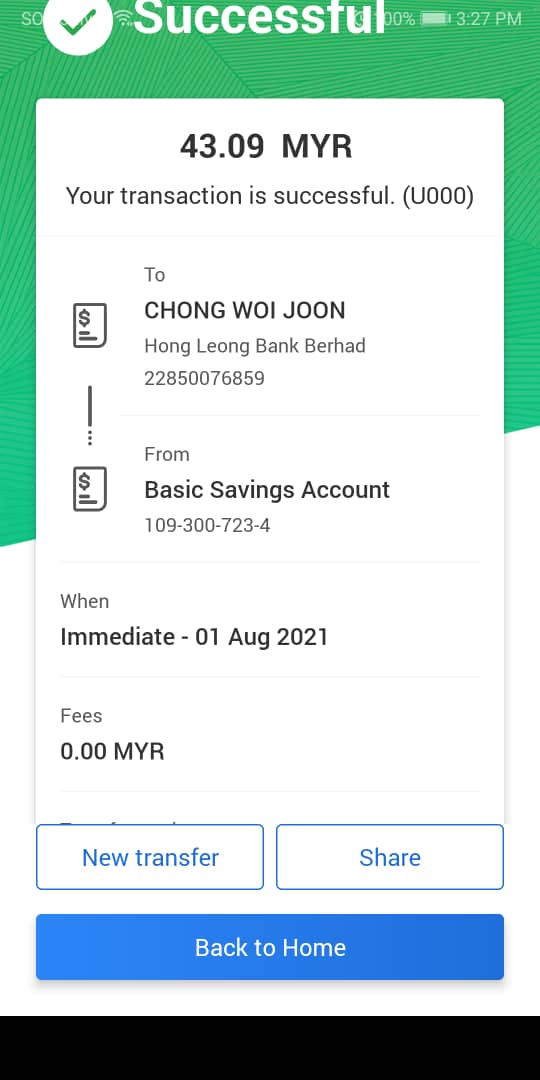 SO
Successful
00%
3:27 PM
43.09 MYR
Your transaction is successful. (U000)
To
CHONG WOI JOON
Hong Leong Bank Berhad
22850076859
From
Basic Savings Account
109-300-723-4
When
Immediate - 01 Aug 2021
Fees
0.00 MYR
New transfer
Share
Back to Home